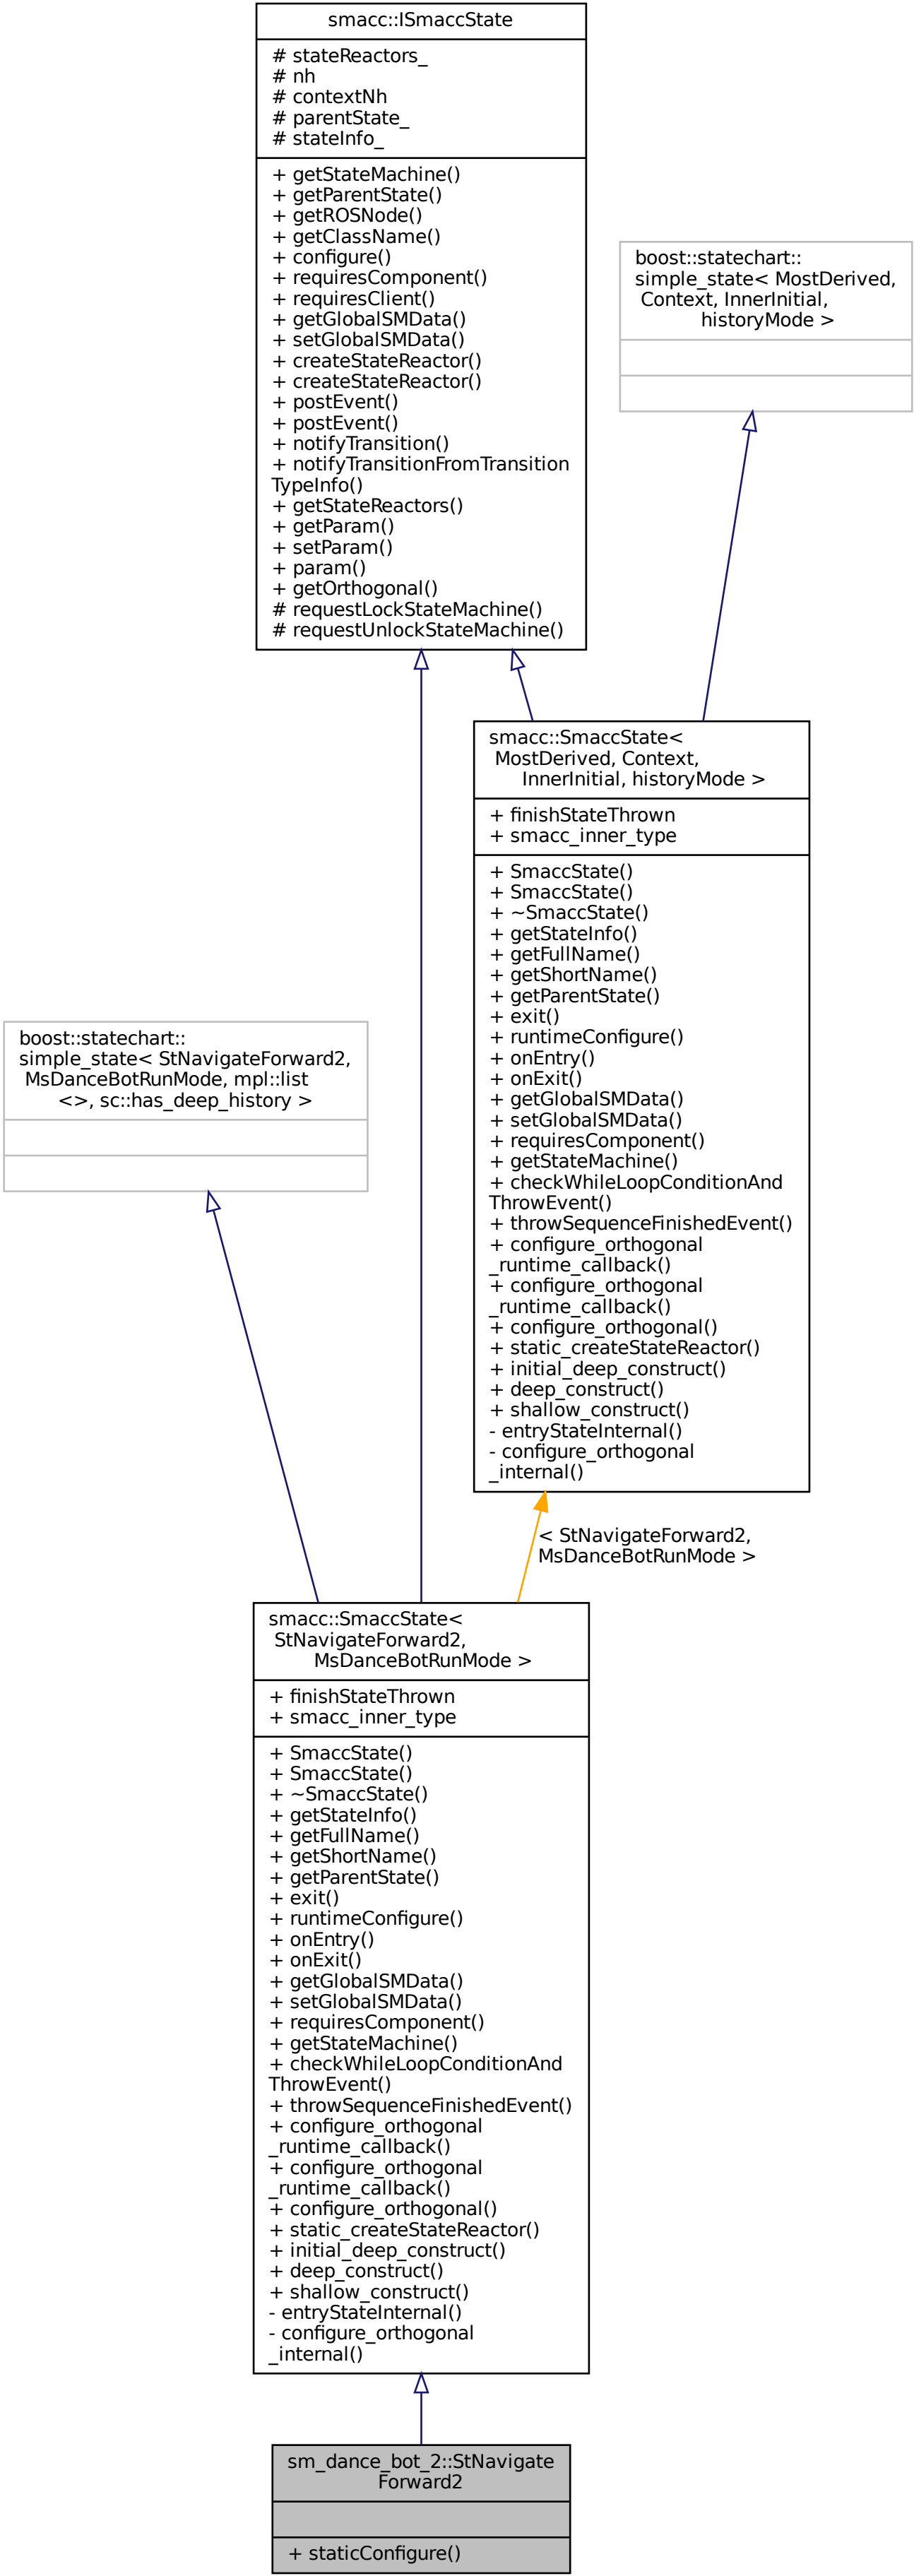 smacc::ISmaccState
# stateReactors_
# nh
# contextNh
# parentState_
# stateInfo_
+ getStateMachine()
+ getParentState()
+ getROSNode()
+ getClassName()
+ configure()
+ requiresComponent()
+ requiresClient()
+ getGlobalSMData()
+ setGlobalSMData()
+ createStateReactor()
+ createStateReactor()
+ postEvent()
+ postEvent()
+ notifyTransition()
+ notifyTransitionFromTransition
TypeInfo()
+ getStateReactors()
+ getParam()
+ setParam()
+ param()
+ getOrthogonal()
# requestLockStateMachine()
# requestUnlockStateMachine()
boost::statechart::
simple_state< MostDerived,
Context, InnerInitial,
historyMode >
smacc::SmaccState<
MostDerived, Context,
InnerInitial, historyMode >
+ finishStateThrown
+ smacc_inner_type
+ SmaccState()
+ SmaccState()
+ ~SmaccState()
+ getStateInfo()
+ getFullName()
+ getShortName()
+ getParentState()
+ exit()
+ runtimeConfigure()
+ onEntry()
+ onExit()
+ getGlobalSMData()
+ setGlobalSMData()
+ requiresComponent()
+ getStateMachine()
+ checkWhileLoopConditionAnd
ThrowEvent()
+ throwSequenceFinishedEvent()
+ configure_orthogonal
_runtime_callback()
+ configure_orthogonal
_runtime_callback()
+ configure_orthogonal()
+ static_createStateReactor()
+ initial_deep_construct()
+ deep_construct()
+ shallow_construct()
- entryStateInternal()
- configure_orthogonal
_internal()
boost::statechart::
simple_state< StNavigateForward2,
MsDanceBotRunMode, mpl::list
<>, sc::has_deep_history >
< StNavigateForward2,
MsDanceBotRunMode >
smacc::SmaccState<
StNavigateForward2,
MsDanceBotRunMode >
+ finishStateThrown
+ smacc_inner_type
+ SmaccState()
+ SmaccState()
+ ~SmaccState()
+ getStateInfo()
+ getFullName()
+ getShortName()
+ getParentState()
+ exit()
+ runtimeConfigure()
+ onEntry()
+ onExit()
+ getGlobalSMData()
+ setGlobalSMData()
+ requiresComponent()
+ getStateMachine()
+ checkWhileLoopConditionAnd
ThrowEvent()
+ throwSequenceFinishedEvent()
+ configure_orthogonal
_runtime_callback()
+ configure_orthogonal
_runtime_callback()
+ configure_orthogonal()
+ static_createStateReactor()
+ initial_deep_construct()
+ deep_construct()
+ shallow_construct()
- entryStateInternal()
- configure_orthogonal
_internal()
sm_dance_bot_2::StNavigate
Forward2
+ staticConfigure()